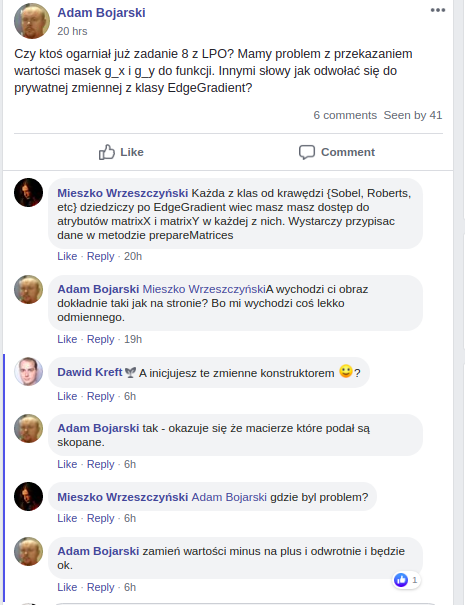 Adam Bojarski
20 hrs
Czy ktoś ogarniał już zadanie 8 z LPO? Mamy problem z przekazaniem
wartości masek g_x i g_y do funkcji. Innymi słowy jak odwołać się do
prywatnej zmiennej z klasy EdgeGradient?
6 comments Seen by 41
Like Comment
Mieszko Wrzeszczyński Każda z klas od krawędzi {Sobel, Roberts,
etc} dziedziczy po EdgeGradient wiec masz masz dostęp do
atrybutów matrixX i matrixY w każdej z nich. Wystarczy przypisac
dane w metodzie prepareMatrices
Like · Reply · 20h
Adam Bojarski Mieszko WrzeszczyńskiA wychodzi ci obraz
dokładnie taki jak na stronie? Bo mi wychodzi coś lekko
odmiennego.
Like · Reply · 19h
Dawid Kreft A inicjujesz te zmienne konstruktorem 🙂?
Like · Reply · 6h
Adam Bojarski tak - okazuje się że macierze które podał są
skopane.
Like · Reply · 6h
Mieszko Wrzeszczyński Adam Bojarski gdzie byl problem?
Like · Reply · 6h
Adam Bojarski zamień wartości minus na plus i odwrotnie i będzie
ok.
1
Like · Reply · 6h